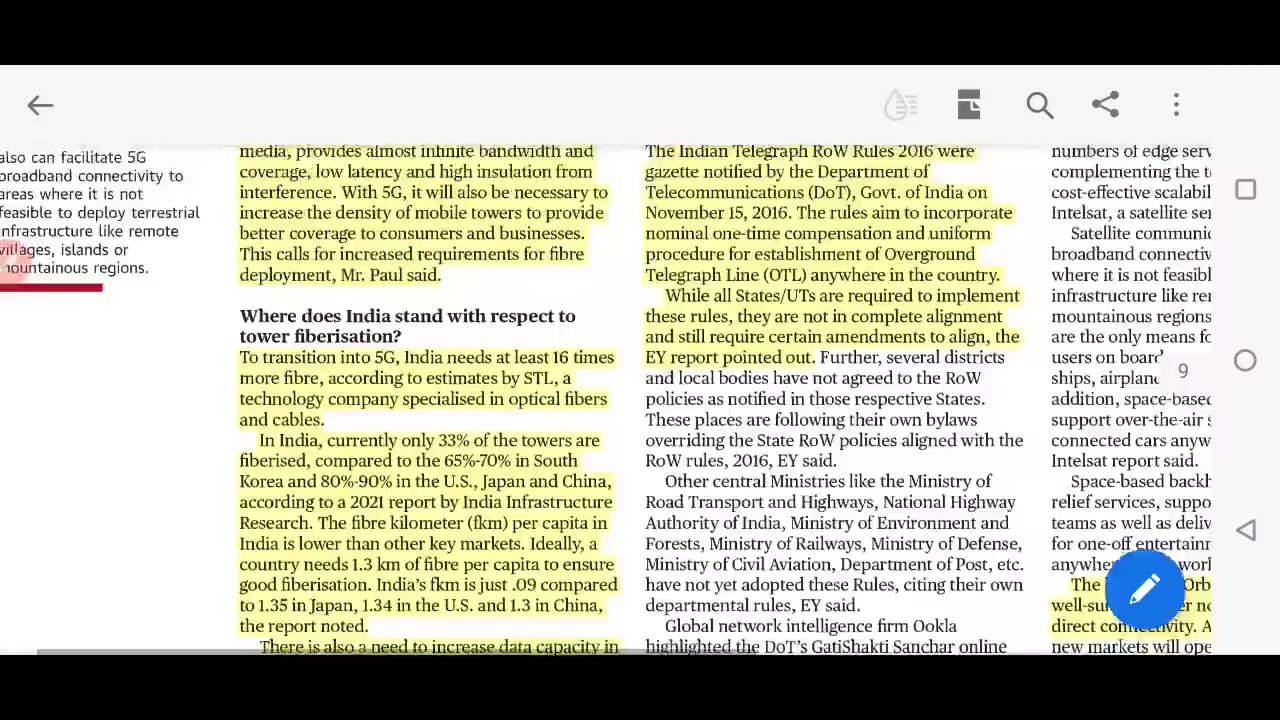 also can facilitate 5G
broadband connectivity to
areas where it is not
feasible to deploy terrestrial
infrastructure like remote
villages, islands or
mountainous regions.
media, provides almost infinite bandwidth and
coverage, low latency and high insulation from
interference. With 5G, it will also be necessary to
increase the density of mobile towers to provide
better coverage to consumers and businesses.
This calls for increased requirements for fibre
deployment, Mr. Paul said.
Where does India stand with respect to
tower fiberisation?
To transition into 5G, India needs at least 16 times
more fibre, according to estimates by STL, a
technology company specialised in optical fibers
and cables.
In India, currently only 33% of the towers are
fiberised, compared to the 65%-70% in South
Korea and 80%-90% in the U.S., Japan and China,
according to a 2021 report by India Infrastructure
Research. The fibre kilometer (fkm) per capita in
India is lower than other key markets. Ideally, a
country needs 1.3 km of fibre per capita to ensure
good fiberisation. India's fkm is just .09 compared
to 1.35 in Japan, 1.34 in the U.S. and 1.3 in China,
the report noted.
There is also a need to increase data capacity in
The Indian Telegraph RoW Rules 2016 were
gazette notified by the Department of
Telecommunications (DoT), Govt. of India on
November 15, 2016. The rules aim to incorporate
nominal one-time compensation and uniform
procedure for establishment of Overground
Telegraph Line (OTL) anywhere in the country.
While all States/UTs are required to implement
these rules, they are not in complete alignment
and still require certain amendments to align, the
EY report pointed out. Further, several districts
and local bodies have not agreed to the RoW
policies as notified in those respective States.
These places are following their own bylaws
overriding the State RoW policies aligned with the
RoW rules, 2016, EY said.
Other central Ministries like the Ministry of
Road Transport and Highways, National Highway
Authority of India, Ministry of Environment and
Forests, Ministry of Railways, Ministry of Defense,
Ministry of Civil Aviation, Department of Post, etc.
have not yet adopted these Rules, citing their own
departmental rules, EY said.
Global network intelligence firm Ookla
highlighted the DoT's GatiShakti Sanchar online
numbers of edge serv
complementing the t
cost-effective scalabil
Intelsat, a satellite ser
Satellite communic
broadband connectiv
where it is not feasibl
infrastructure like rem
mountainous regions
are the only means fo
users on board
ships, airplan
addition, space-based
support over-the-air s
connected cars anyw
Intelsat report said.
Space-based backh
relief services, suppo
teams as well as deliv
for one-off entertainm
anywhe
The
direct
new markets will ope
9